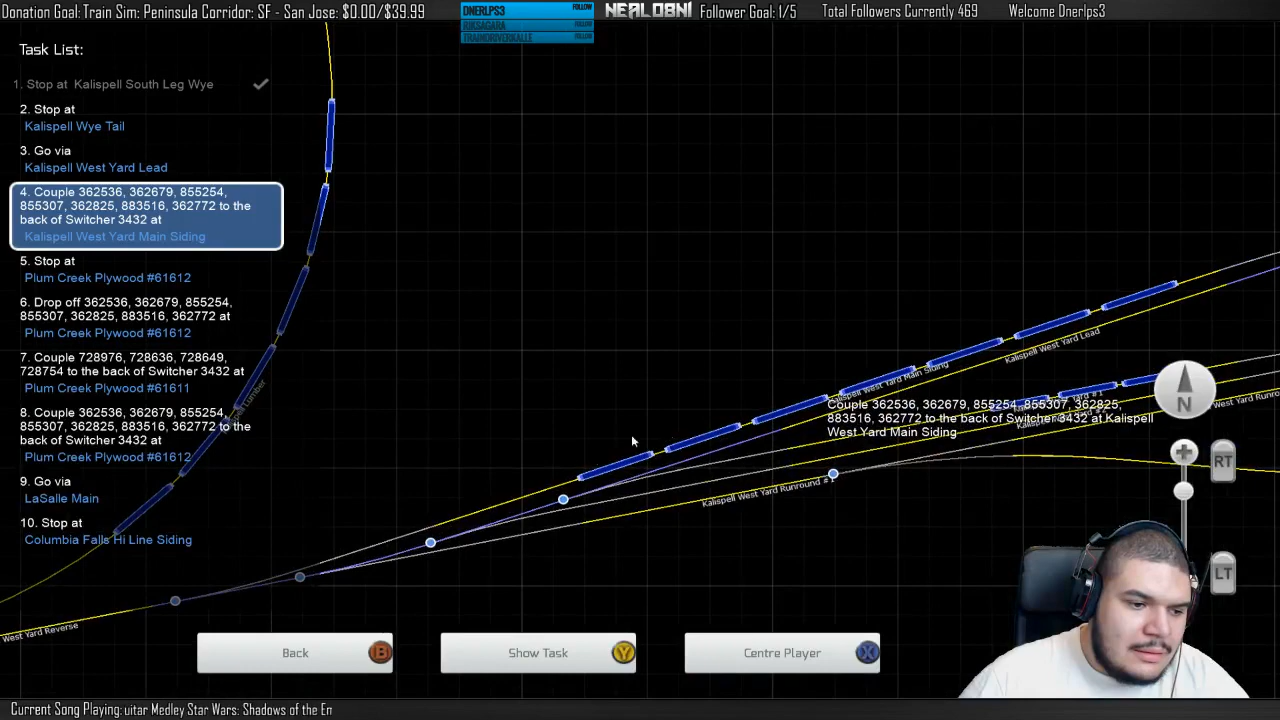 Donation Goal: Train Sim: Peninsula Corridor: SF - San Jose: $0.00/$39.99
DNERLPS3 FOLLOW
RIKSAGARA FOLLOW
TRAINDRIVERKALLE FOLLOW
NEALOBNI
Follower Goal: 1/5
Total Followers Currently 469
Welcome Dnerlps3
Task List:
1. Stop at Kalispell South Leg Wye
2. Stop at
Kalispell Wye Tail
3. Go via
Kalispell West Yard Lead
4. Couple 362536, 362679, 855254,
855307, 362825, 883516, 362772 to the
back of Switcher 3432 at
Kalispell West Yard Main Siding
5. Stop at
Plum Creek Plywood #61612
6. Drop off 362536, 362679, 855254,
855307, 362825, 883516, 362772 at
Plum Creek Plywood #61612
7. Couple 728976, 728636, 728649,
728754 to the back of Switcher 3432 at
Plum Creek Plywood #61611
8. Couple 362536, 362679, 855254,
855307, 362825, 883516, 362772 to the
back of Switcher 3432 at
Plum Creek Plywood #61612
9. Go via
LaSalle Main
10. Stop at
Columbia Falls Hi Line Siding
Lumber
Kalispell West Yard Lead
Kalispell West Yard Main Siding
Couple 362536, 362679, 855254, 855307, 362825,
883516, 362772 to the back of Switcher 3432 at Kalispell
West Yard Main Siding
West Yard Runro
Kalispell West Yard Runround #1
West Yard Reverse
N
RT
LT
Back B
Show Task Y
Centre Player X
Current Song Playing: uitar Medley Star Wars: Shadows of the Em